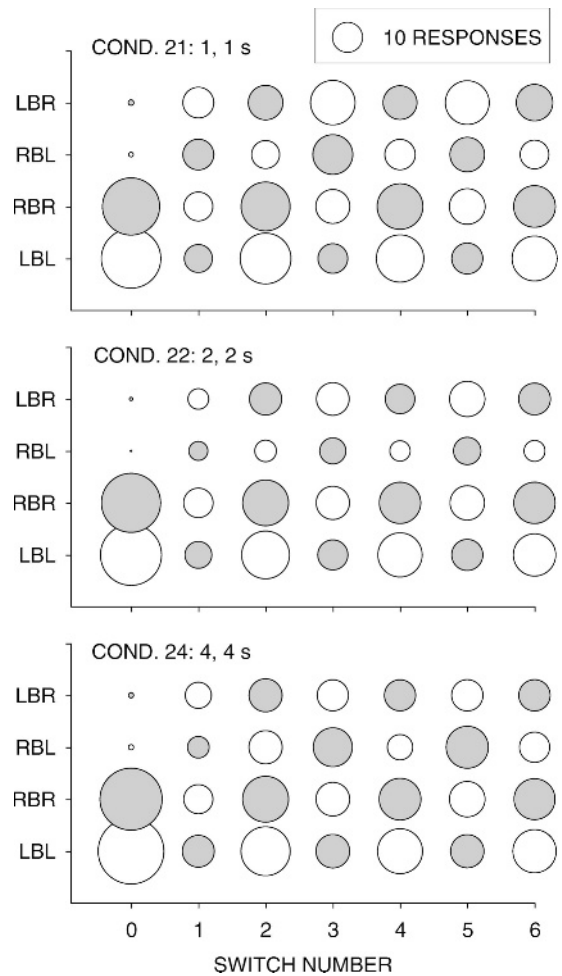 10 RESPONSES
COND. 21: 1, 1 s
LBR
RBL
RBR
LBL
COND. 22: 2, 2 s
LBR
RBL
RBR
LBL
COND. 24: 4, 4 s
LBR
RBL
RBR
LBL
0 1 2 3 4 5 6
SWITCH NUMBER